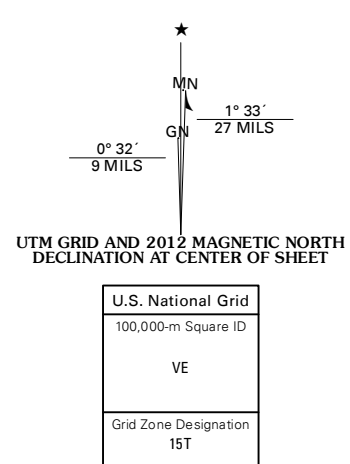 ★
MN
1° 33´
27 MILS
GN
0° 32´
9 MILS
UTM GRID AND 2012 MAGNETIC NORTH
DECLINATION AT CENTER OF SHEET
U.S. National Grid
100,000-m Square ID
VE
Grid Zone Designation
15T